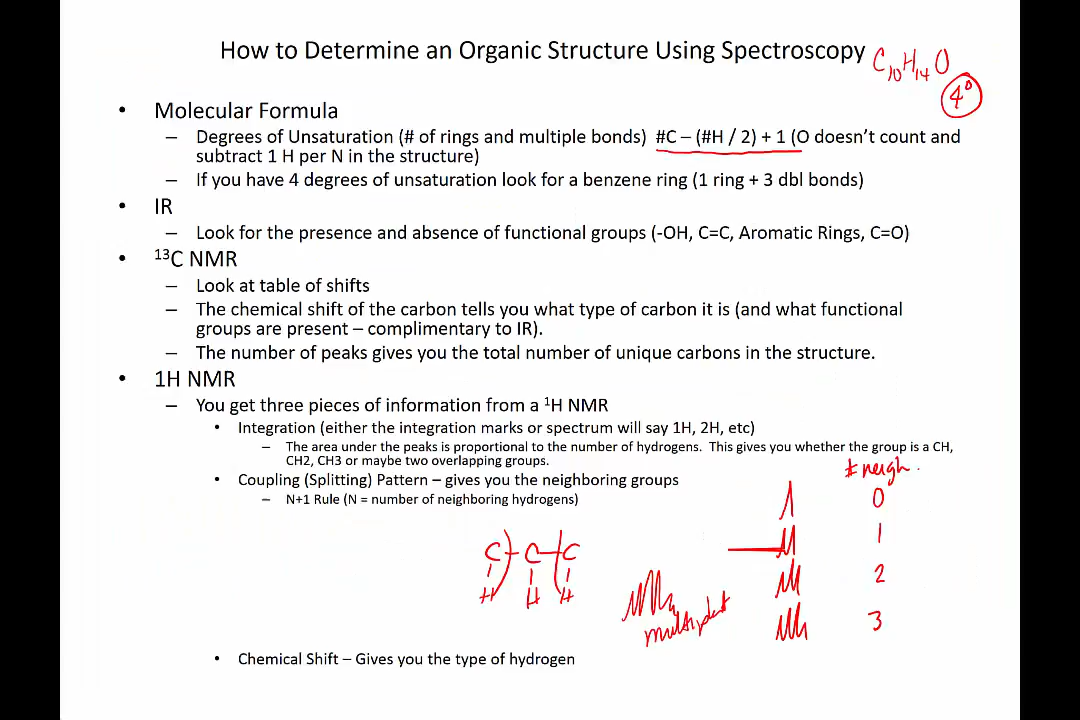 How to Determine an Organic Structure Using Spectroscopy
C₁₀H₁₄O
4°
• Molecular Formula
– Degrees of Unsaturation (# of rings and multiple bonds) #C – (#H / 2) + 1 (O doesn't count and
subtract 1 H per N in the structure)
– If you have 4 degrees of unsaturation look for a benzene ring (1 ring + 3 dbl bonds)
• IR
– Look for the presence and absence of functional groups (-OH, C=C, Aromatic Rings, C=O)
• ¹³C NMR
– Look at table of shifts
– The chemical shift of the carbon tells you what type of carbon it is (and what functional
groups are present – complimentary to IR).
– The number of peaks gives you the total number of unique carbons in the structure.
• 1H NMR
– You get three pieces of information from a ¹H NMR
• Integration (either the integration marks or spectrum will say 1H, 2H, etc)
– The area under the peaks is proportional to the number of hydrogens. This gives you whether the group is a CH,
CH2, CH3 or maybe two overlapping groups.
# neigh.
• Coupling (Splitting) Pattern – gives you the neighboring groups
– N+1 Rule (N = number of neighboring hydrogens)
0
1
C C C
2
H H H
multiplet
3
• Chemical Shift – Gives you the type of hydrogen